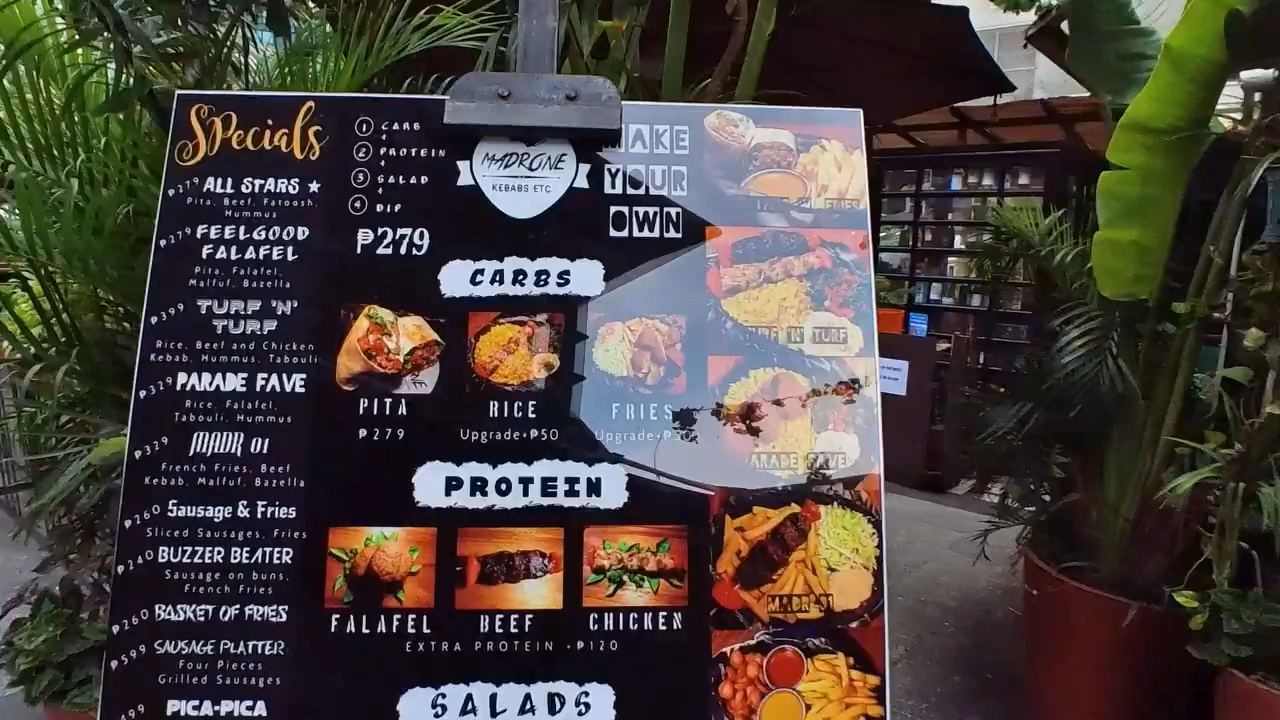 Specials
₱279 ALL STARS ★
Pita, Beef, Fatoosh,
Hummus
₱279 FEELGOOD
FALAFEL
Pita, Falafel,
Malfuf, Bazella
₱399 TURF 'N'
TURF
Rice, Beef and Chicken
Kebab, Hummus, Tabouli
₱329 PARADE FAVE
Rice, Falafel,
Tabouli, Hummus
₱329 MADR 01
French Fries, Beef
Kebab, Malfuf, Bazella
₱260 Sausage & Fries
Sliced Sausages, Fries
₱240 BUZZER BEATER
Sausage on buns,
French Fries
₱260 BASKET OF FRIES
₱599 SAUSAGE PLATTER
Four Pieces
Grilled Sausages
499 PICA-PICA
1 CARB
+
2 PROTEIN
+
3 SALAD
+
4 DIP
₱279
MADRONE
KEBABS ETC.
MAKE
YOUR
OWN
CARBS
PITA
₱279
RICE
Upgrade+₱50
FRIES
Upgrade+₱50
PROTEIN
FALAFEL
BEEF
CHICKEN
EXTRA PROTEIN +₱120
SALADS
TURF 'N' TURF
PARADE FAVE
MADR 01